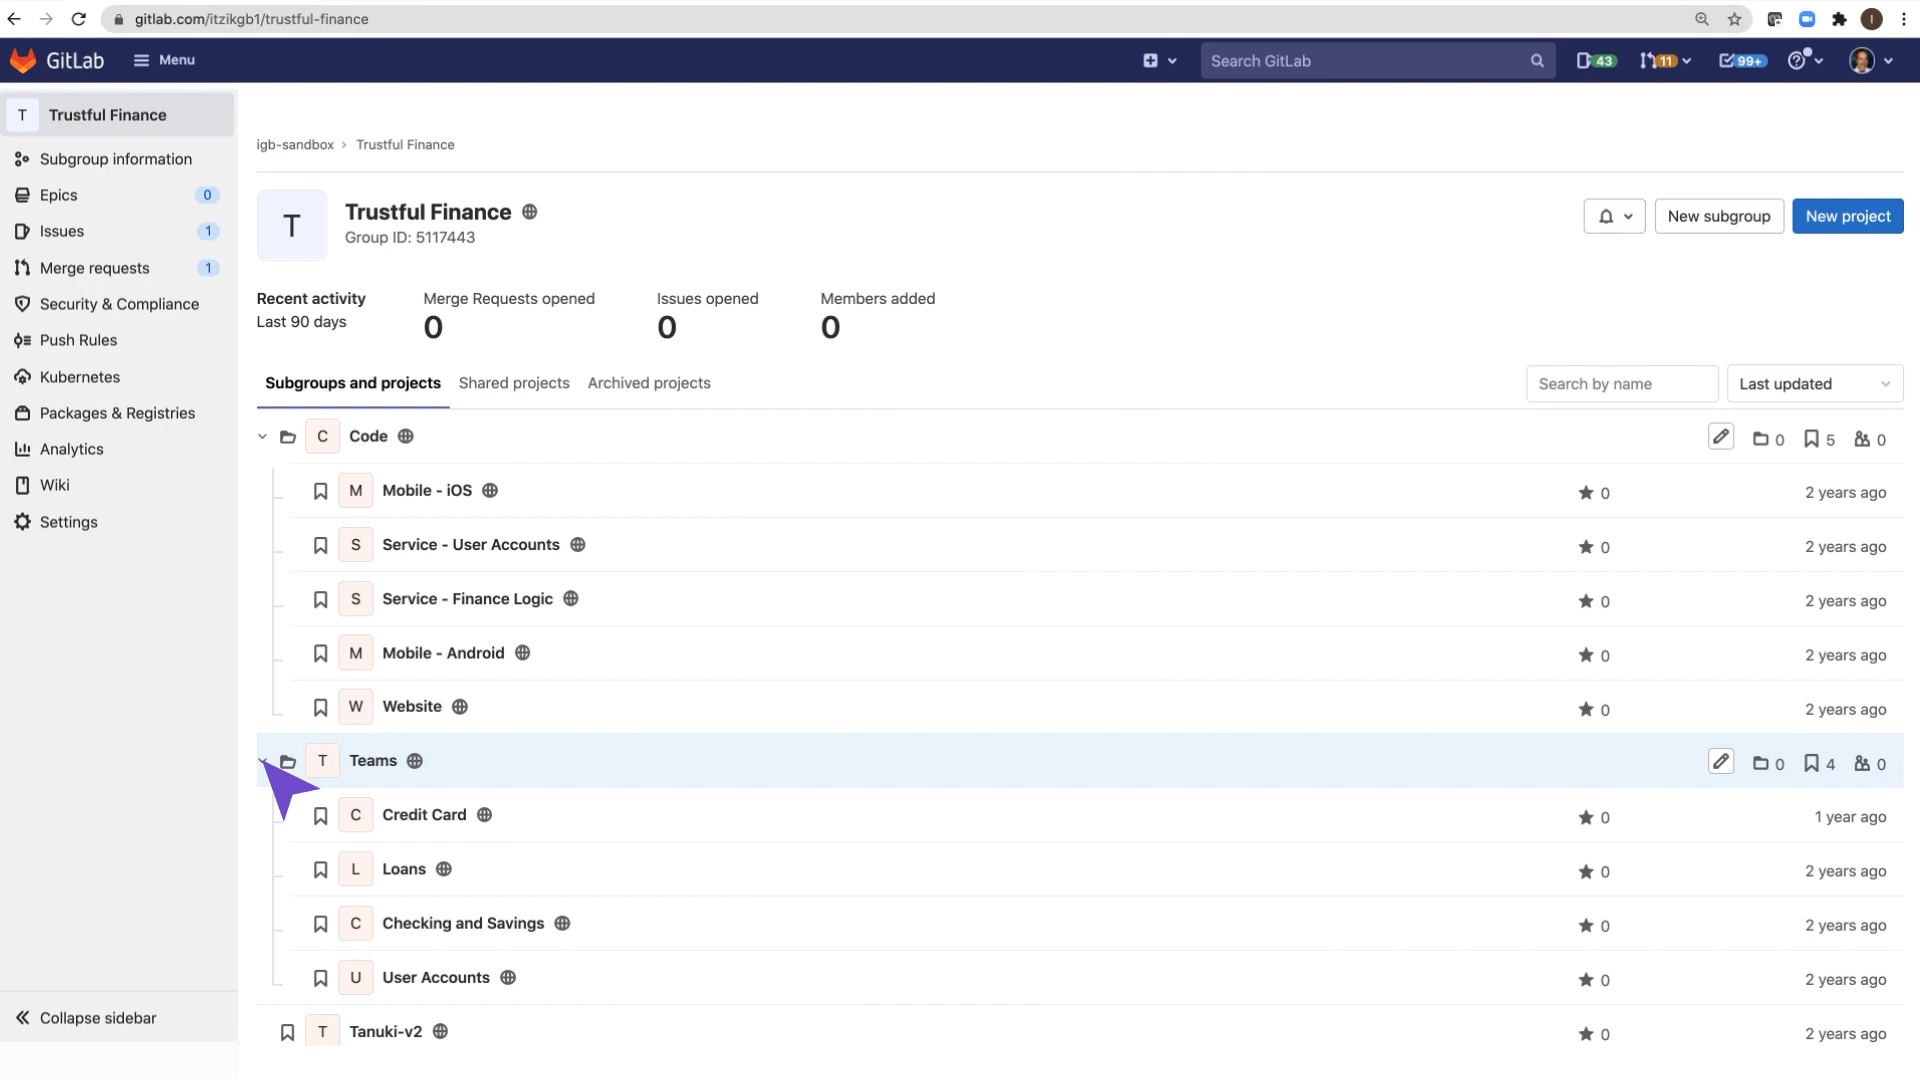 gitlab.com/itzikgb1/trustful-finance
I
GitLab
Menu
Search GitLab
43
11
99+
T
Trustful Finance
Subgroup information
Epics
0
Issues
1
Merge requests
1
Security & Compliance
Push Rules
Kubernetes
Packages & Registries
Analytics
Wiki
Settings
Collapse sidebar
igb-sandbox › Trustful Finance
T
Trustful Finance
Group ID: 5117443
New subgroup
New project
Recent activity
Last 90 days
Merge Requests opened
0
Issues opened
0
Members added
0
Subgroups and projects
Shared projects
Archived projects
Search by name
Last updated
C Code 0 5 0
M Mobile - iOS 0 2 years ago
S Service - User Accounts 0 2 years ago
S Service - Finance Logic 0 2 years ago
M Mobile - Android 0 2 years ago
W Website 0 2 years ago
T Teams 0 4 0
C Credit Card 0 1 year ago
L Loans 0 2 years ago
C Checking and Savings 0 2 years ago
U User Accounts 0 2 years ago
T Tanuki-v2 0 2 years ago